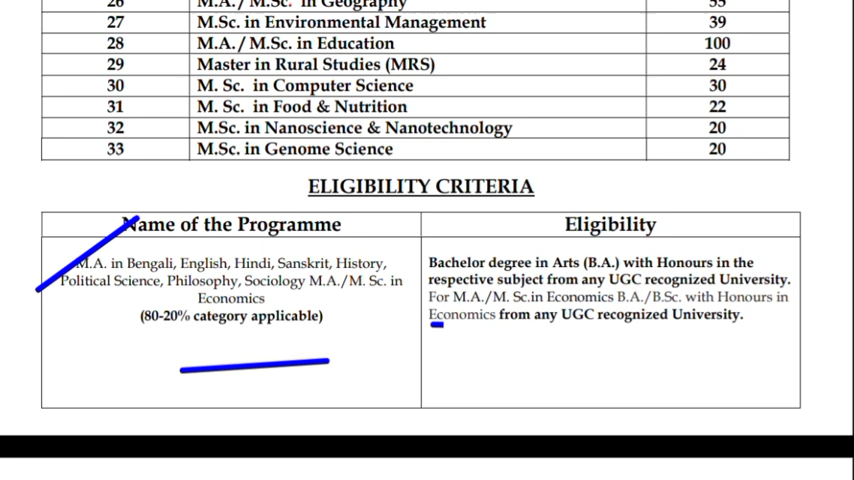 26 M.A./ M.Sc. in Geography 55
27 M.Sc. in Environmental Management 39
28 M.A./ M.Sc. in Education 100
29 Master in Rural Studies (MRS) 24
30 M. Sc. in Computer Science 30
31 M. Sc. in Food & Nutrition 22
32 M.Sc. in Nanoscience & Nanotechnology 20
33 M.Sc. in Genome Science 20
ELIGIBILITY CRITERIA
Name of the Programme Eligibility
M.A. in Bengali, English, Hindi, Sanskrit, History,
Political Science, Philosophy, Sociology M.A./M. Sc. in
Economics
(80-20% category applicable)
Bachelor degree in Arts (B.A.) with Honours in the
respective subject from any UGC recognized University.
For M.A./M. Sc.in Economics B.A./B.Sc. with Honours in
Economics from any UGC recognized University.